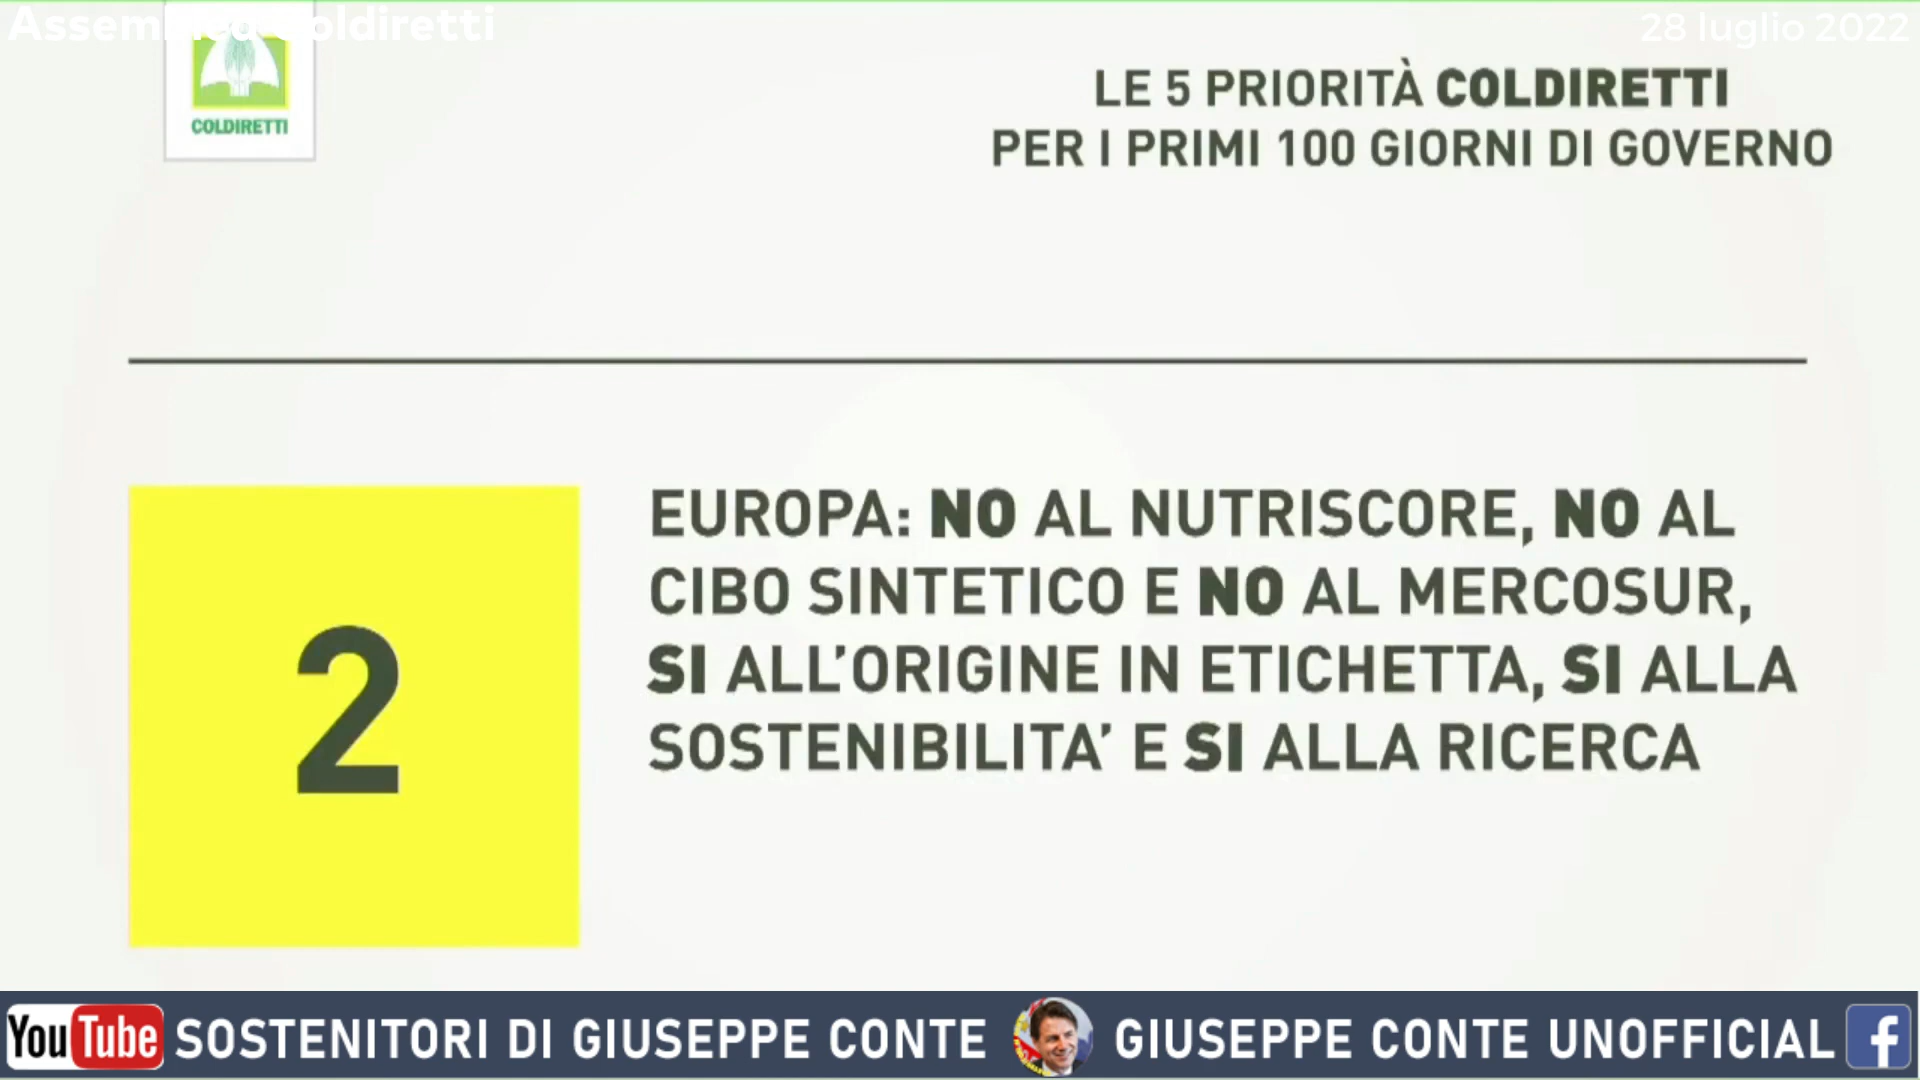 Assemblea Coldiretti
28 luglio 2022
COLDIRETTI
LE 5 PRIORITÀ COLDIRETTI
PER I PRIMI 100 GIORNI DI GOVERNO
2
EUROPA: NO AL NUTRISCORE, NO AL
CIBO SINTETICO E NO AL MERCOSUR,
SI ALL’ORIGINE IN ETICHETTA, SI ALLA
SOSTENIBILITA’ E SI ALLA RICERCA
YouTube SOSTENITORI DI GIUSEPPE CONTE GIUSEPPE CONTE UNOFFICIAL f